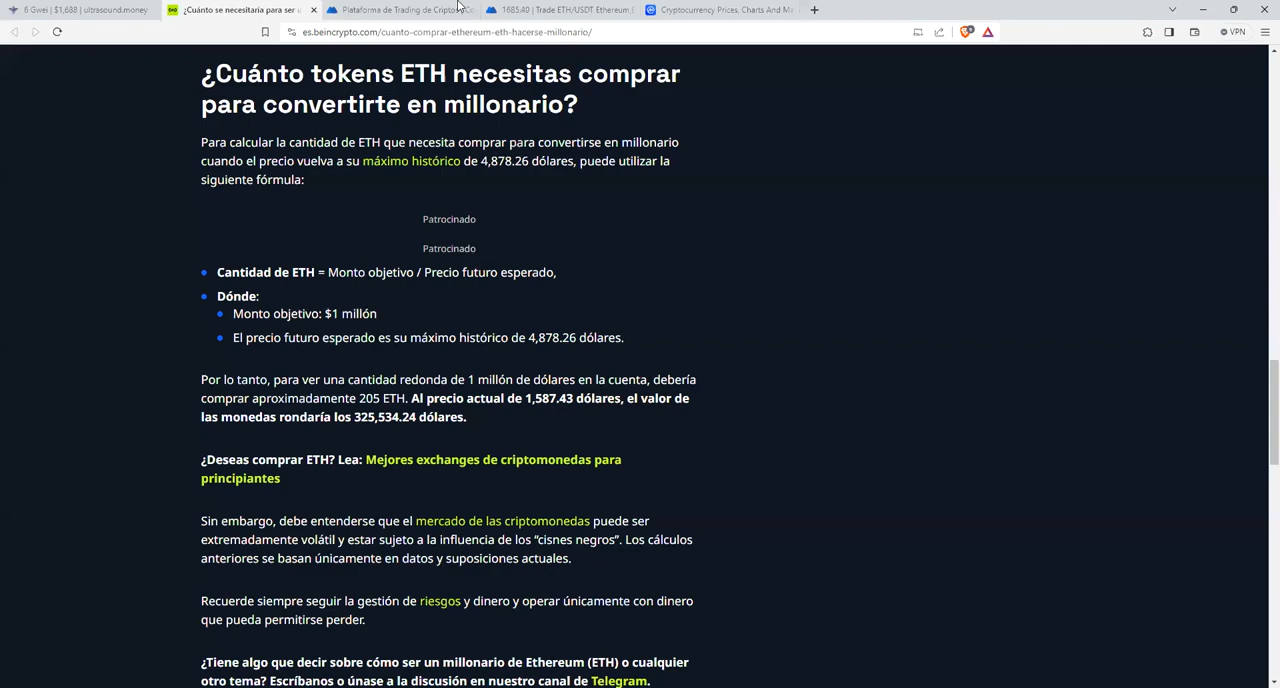 6 Gwei | $1,688 | ultrasound.money
¿Cuánto se necesitaría para ser u
Plataforma de Trading de Cripto
1685.40 | Trade ETH/USDT Ethereum,E
Cryptocurrency Prices, Charts And Ma
es.beincrypto.com/cuanto-comprar-ethereum-eth-hacerse-millonario/
VPN
¿Cuánto tokens ETH necesitas comprar
para convertirte en millonario?
Para calcular la cantidad de ETH que necesita comprar para convertirse en millonario
cuando el precio vuelva a su máximo histórico de 4,878.26 dólares, puede utilizar la
siguiente fórmula:
Patrocinado
Patrocinado
Cantidad de ETH = Monto objetivo / Precio futuro esperado,
Dónde:
Monto objetivo: $1 millón
El precio futuro esperado es su máximo histórico de 4,878.26 dólares.
Por lo tanto, para ver una cantidad redonda de 1 millón de dólares en la cuenta, debería
comprar aproximadamente 205 ETH. Al precio actual de 1,587.43 dólares, el valor de
las monedas rondaría los 325,534.24 dólares.
¿Deseas comprar ETH? Lea: Mejores exchanges de criptomonedas para
principiantes
Sin embargo, debe entenderse que el mercado de las criptomonedas puede ser
extremadamente volátil y estar sujeto a la influencia de los “cisnes negros”. Los cálculos
anteriores se basan únicamente en datos y suposiciones actuales.
Recuerde siempre seguir la gestión de riesgos y dinero y operar únicamente con dinero
que pueda permitirse perder.
¿Tiene algo que decir sobre cómo ser un millonario de Ethereum (ETH) o cualquier
otro tema? Escríbanos o únase a la discusión en nuestro canal de Telegram.